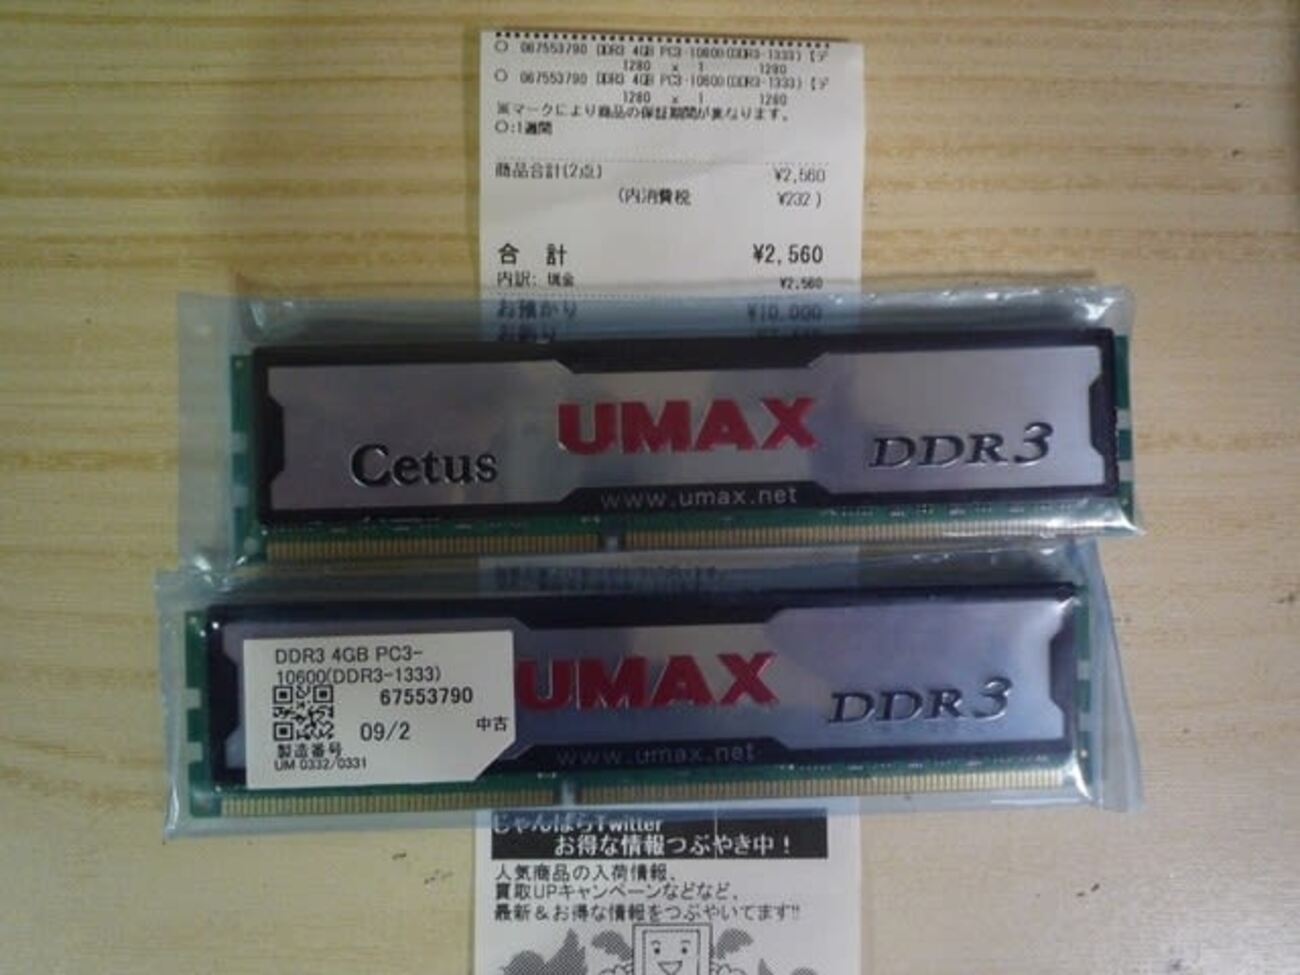 ○ 067553790 DDR3 4GB PC3-10600(DDR3-1333)【デ
1280 x 1 1280
○ 067553790 DDR3 4GB PC3-10600(DDR3-1333)【デ
1280 x 1 1280
※マークにより商品の保証期間が異なります。
○:1週間
商品合計(2点) ¥2,560
(内消費税 ¥232)
合 計 ¥2,560
内訳: 現金 ¥2,560
お預かり ¥10,000
お釣り
Cetus UMAX DDR3
www.umax.net
DDR3 4GB PC3-
10600(DDR3-1333)
67553790
09/2 中古
製造番号
UM 0332/0331
UMAX DDR3
www.umax.net
じゃんぱらTwitter
お得な情報つぶやき中!
人気商品の入荷情報、
買取UPキャンペーンなどなど、
最新&お得な情報をつぶやいてます!!